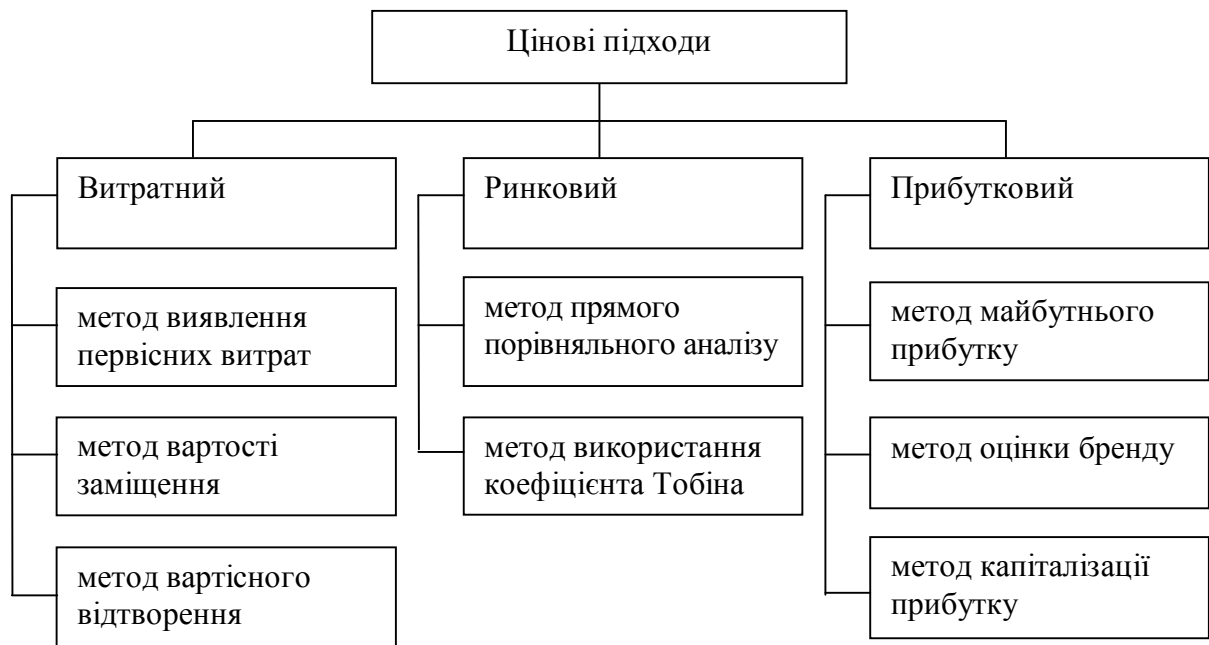 Цінові підходи
Витратний
Ринковий
Прибутковий
метод виявлення
первісних витрат
метод прямого
порівняльного аналізу
метод майбутнього
прибутку
метод вартості
заміщення
метод використання
коефіцієнта Тобіна
метод оцінки бренду
метод вартісного
відтворення
метод капіталізації
прибутку